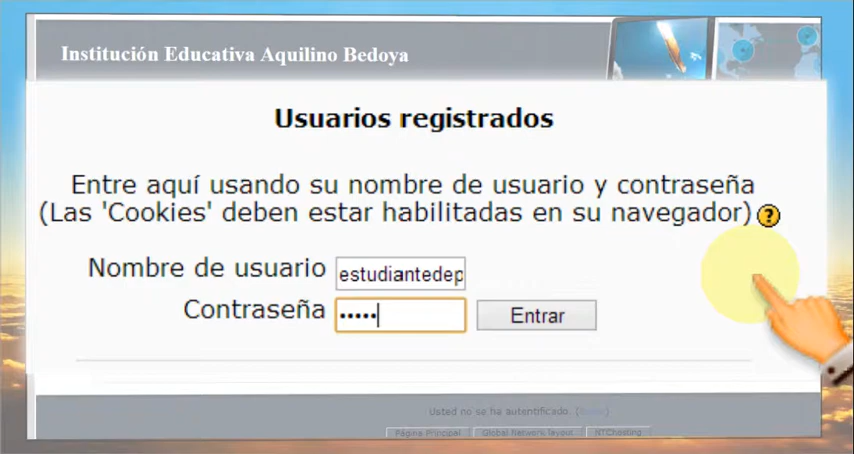 Institución Educativa Aquilino Bedoya
Usuarios registrados
Entre aquí usando su nombre de usuario y contraseña
(Las 'Cookies' deben estar habilitadas en su navegador) ?
Nombre de usuario estudiantedep
Contraseña ••••• Entrar
Usted no se ha autentificado.
Página Principal Global Network layout NTChosting